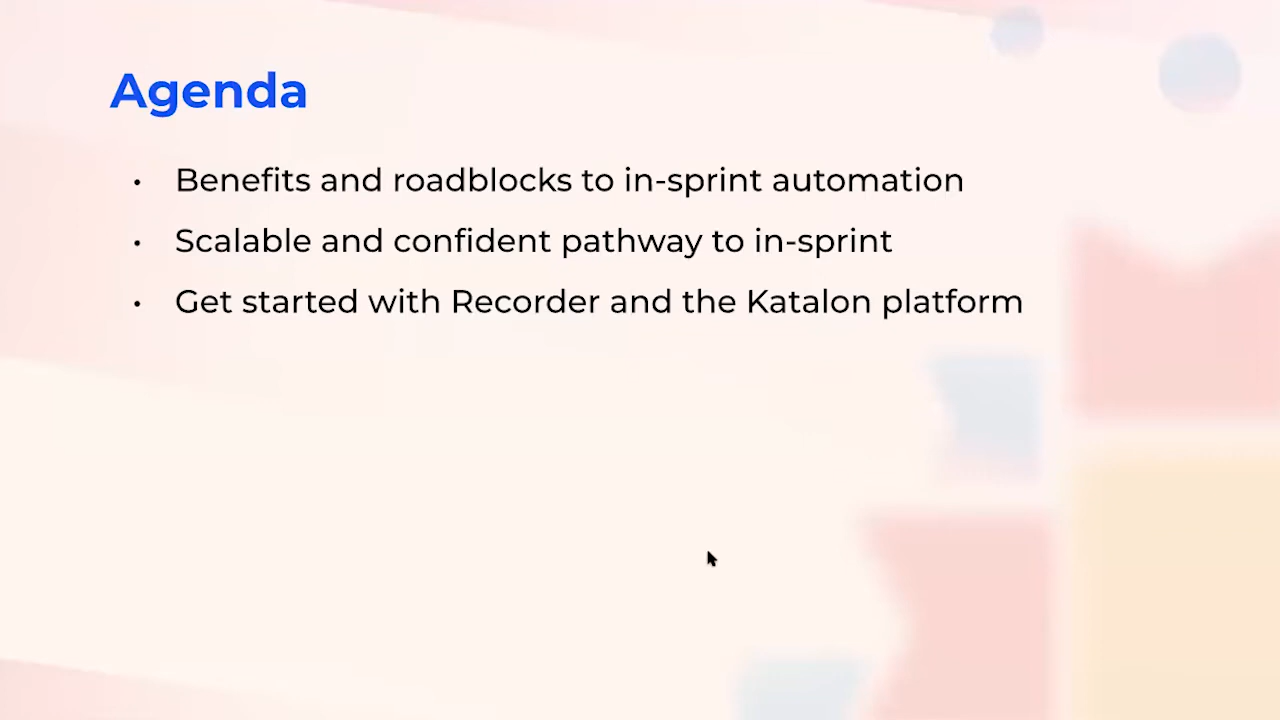 Agenda
• Benefits and roadblocks to in-sprint automation
• Scalable and confident pathway to in-sprint
• Get started with Recorder and the Katalon platform